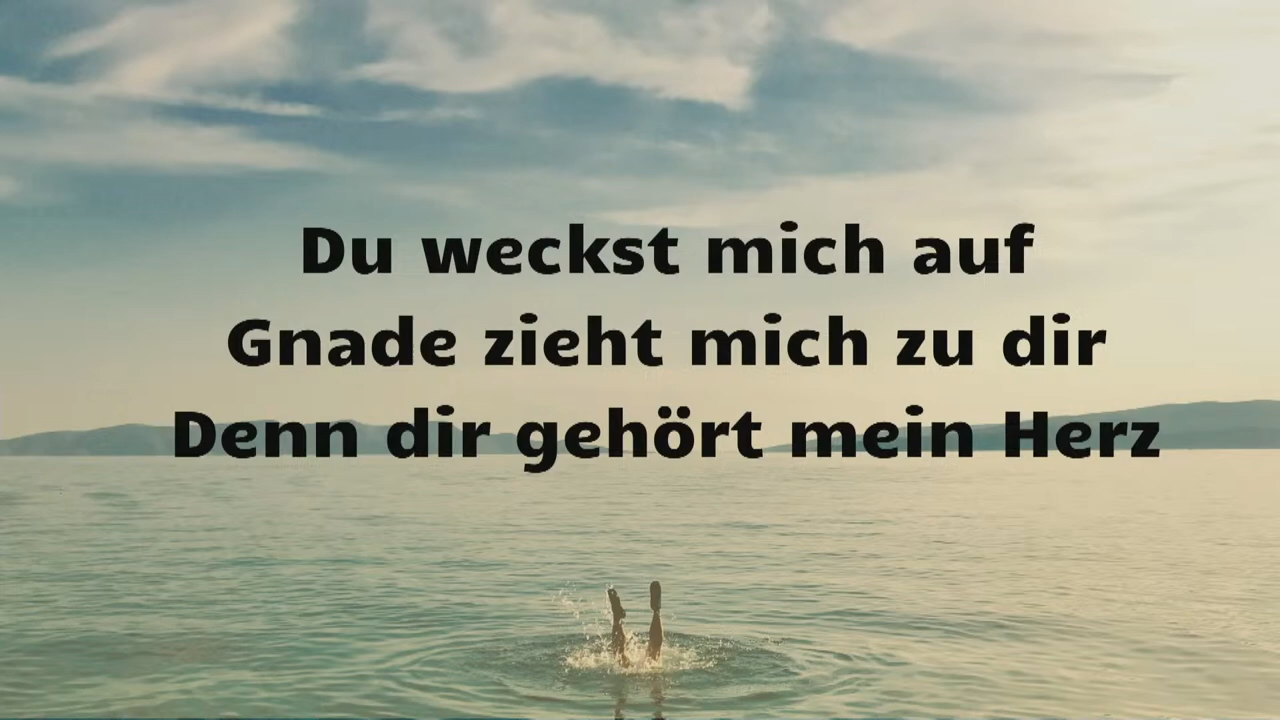 Du weckst mich auf
Gnade zieht mich zu dir
Denn dir gehört mein Herz